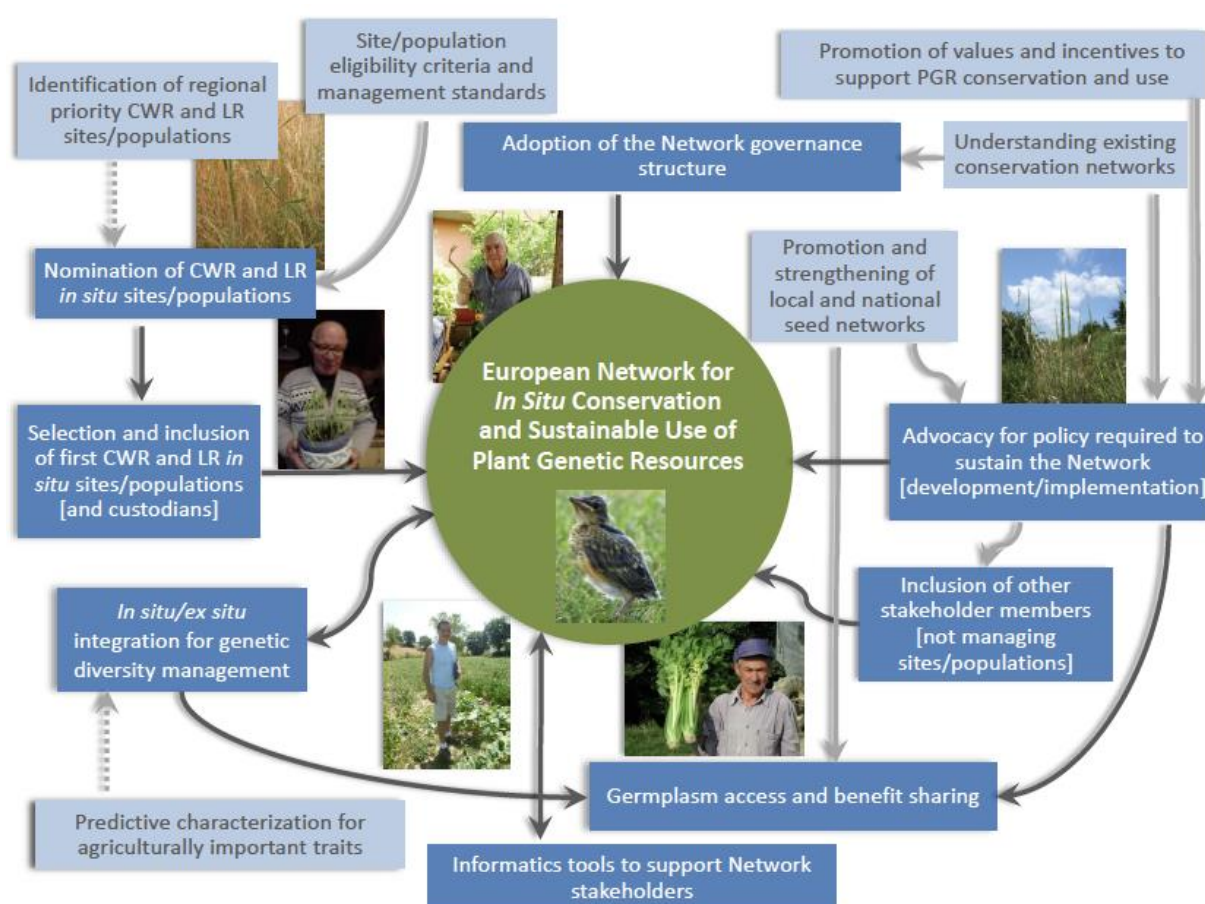 Identification of regional
priority CWR and LR
sites/populations
Site/population
eligibility criteria and
management standards
Promotion of values and incentives to
support PGR conservation and use
Adoption of the Network governance
structure
Understanding existing
conservation networks
Nomination of CWR and LR
in situ sites/populations
Promotion and
strengthening of
local and national
seed networks
European Network for
In Situ Conservation
and Sustainable Use of
Plant Genetic Resources
Selection and inclusion
of first CWR and LR in
situ sites/populations
[and custodians]
Advocacy for policy required to
sustain the Network
[development/implementation]
In situ/ex situ
integration for genetic
diversity management
Inclusion of other
stakeholder members
[not managing
sites/populations]
Germplasm access and benefit sharing
Predictive characterization for
agriculturally important traits
Informatics tools to support Network
stakeholders